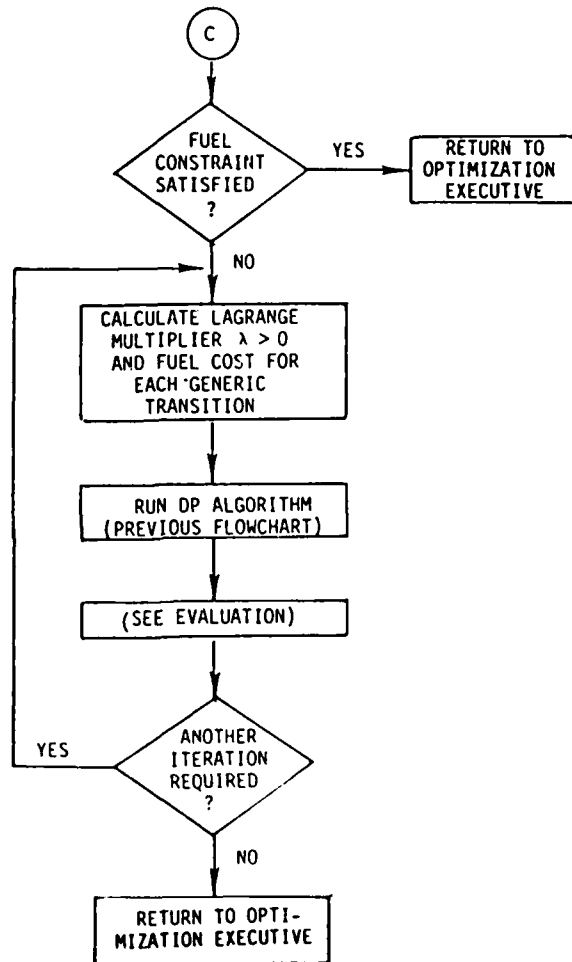 C
FUEL
CONSTRAINT
SATISFIED
?
YES
RETURN TO
OPTIMIZATION
EXECUTIVE
NO
CALCULATE LAGRANGE
MULTIPLIER λ > 0
AND FUEL COST FOR
EACH GENERIC
TRANSITION
RUN DP ALGORITHM
(PREVIOUS FLOWCHART)
(SEE EVALUATION)
ANOTHER
ITERATION
REQUIRED
?
YES
NO
RETURN TO OPTI-
MIZATION EXECUTIVE